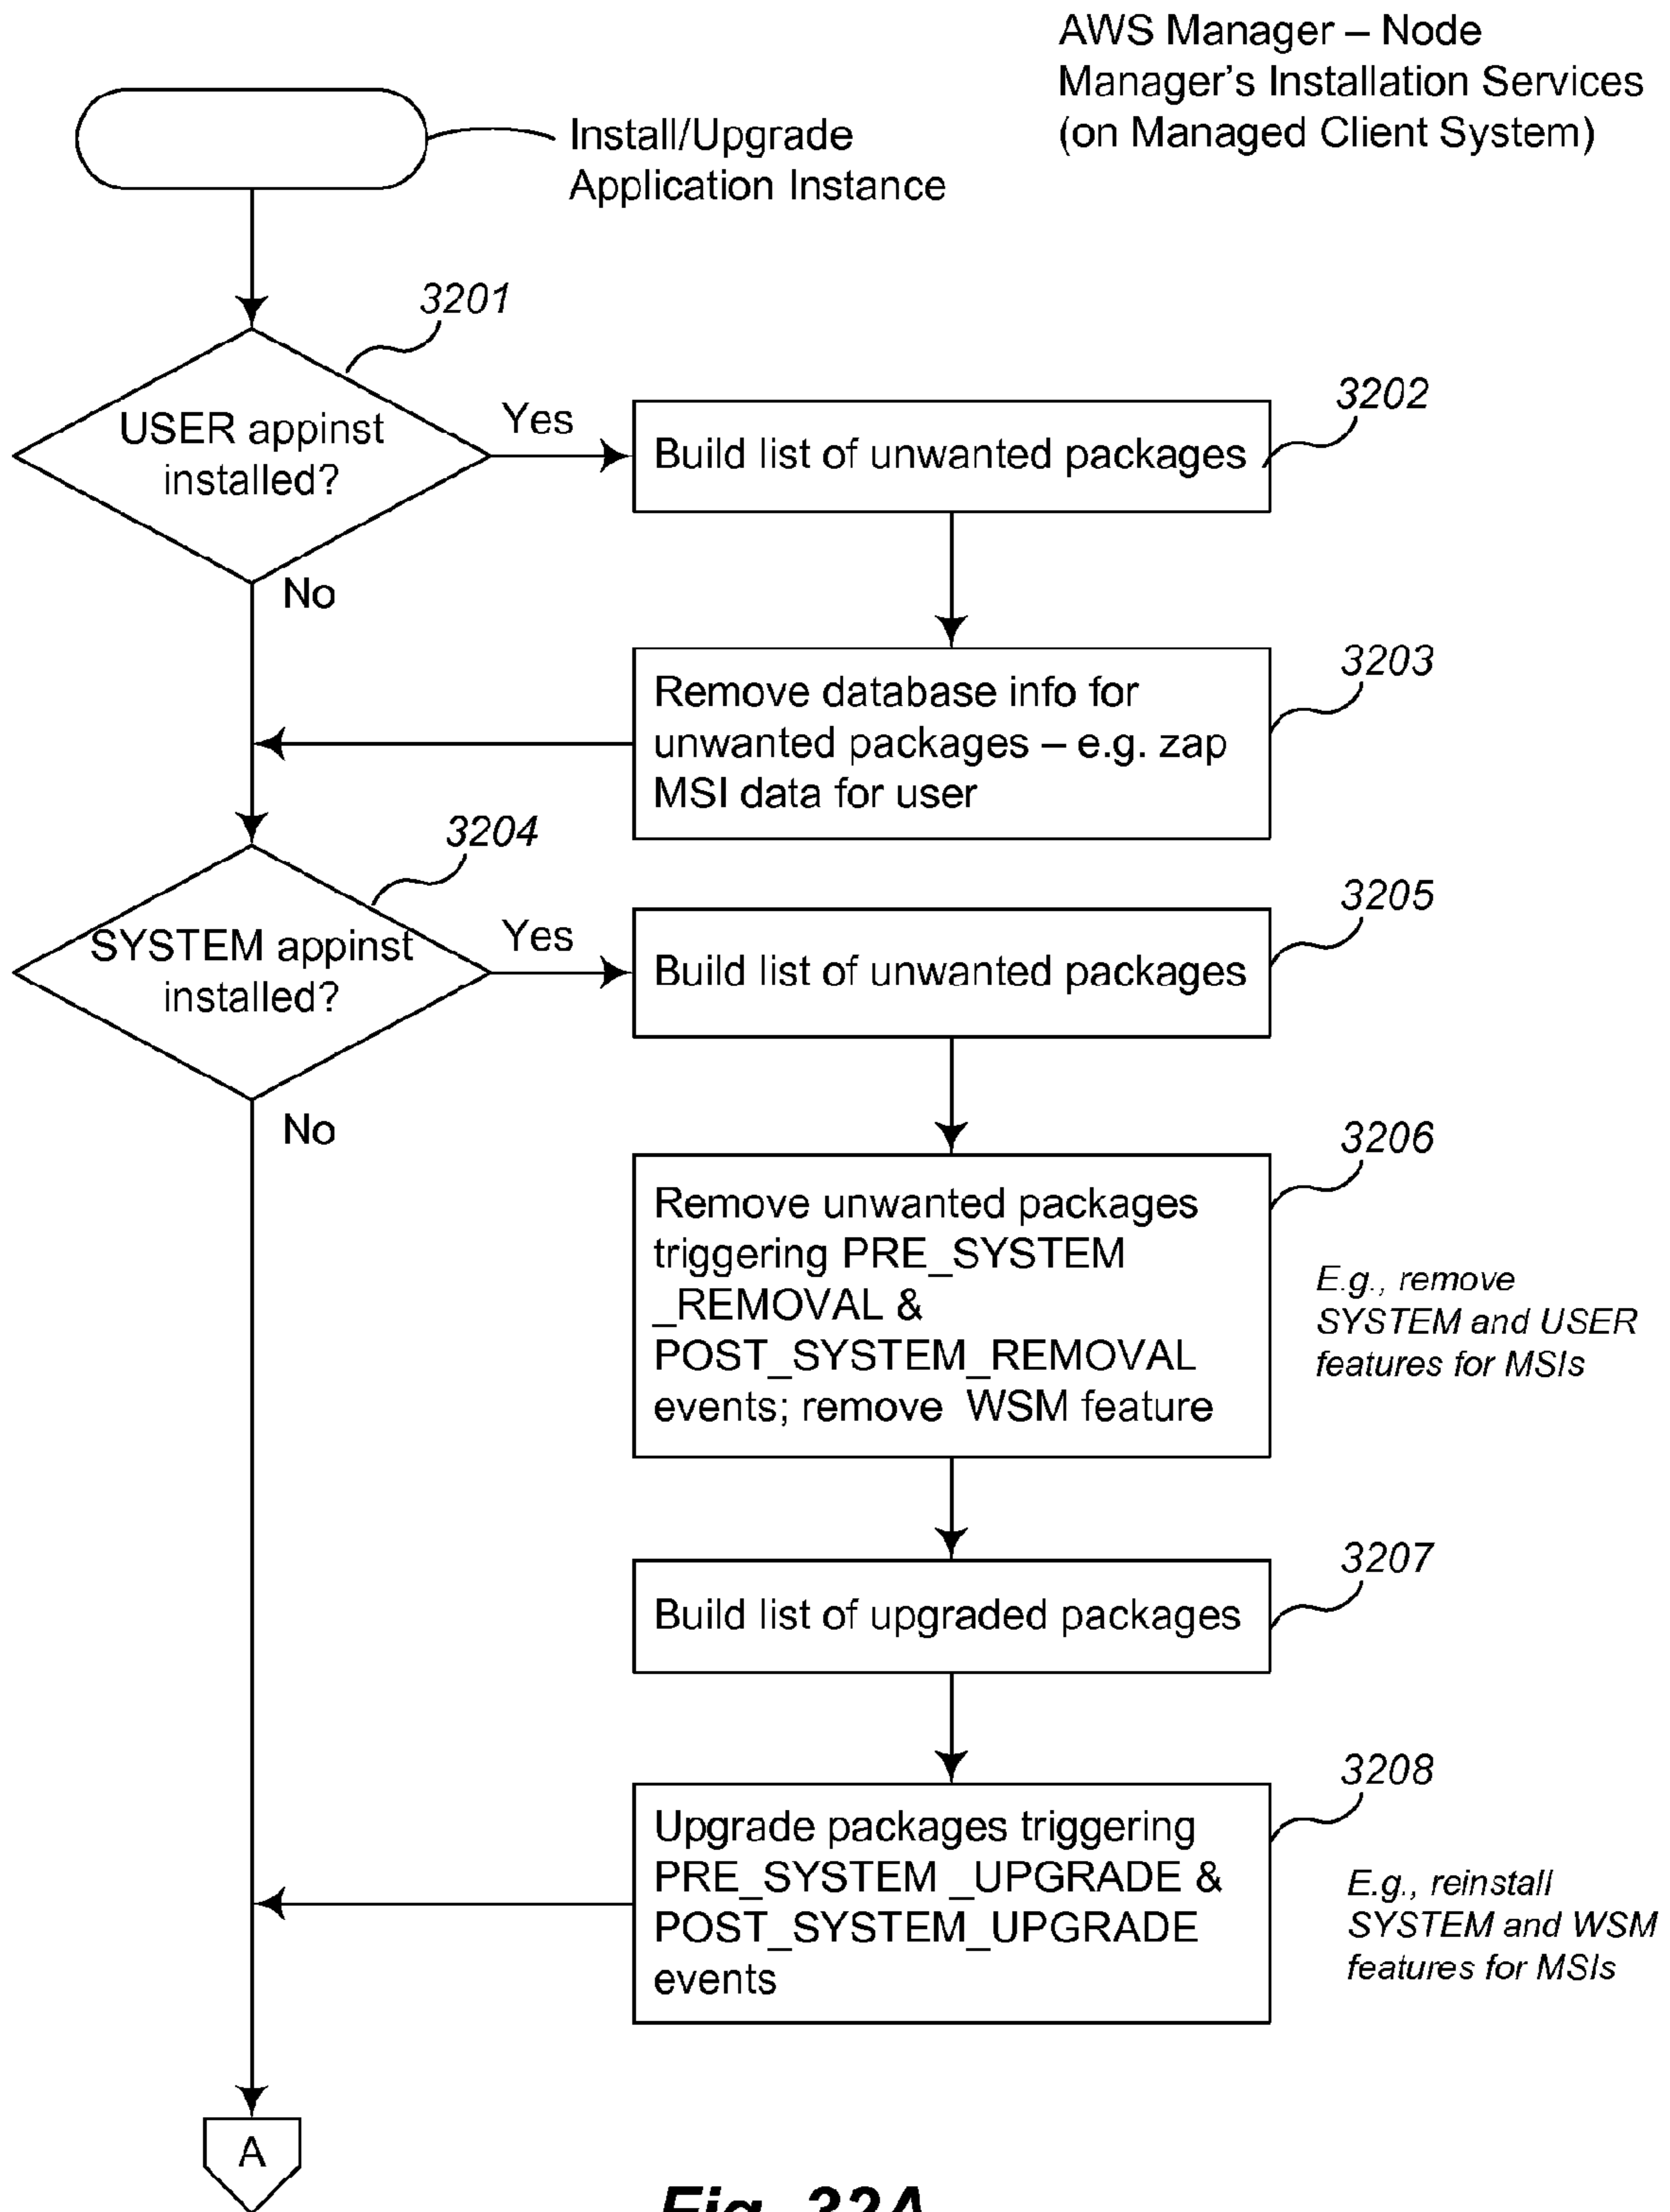 AWS Manager – Node
Manager's Installation Services
(on Managed Client System)
Install/Upgrade
Application Instance
3201
USER appinst
installed?
Yes
No
3202
Build list of unwanted packages
3203
Remove database info for
unwanted packages – e.g. zap
MSI data for user
3204
SYSTEM appinst
installed?
Yes
No
3205
Build list of unwanted packages
3206
Remove unwanted packages
triggering PRE_SYSTEM
_REMOVAL &
POST_SYSTEM_REMOVAL
events; remove WSM feature
E.g., remove
SYSTEM and USER
features for MSIs
3207
Build list of upgraded packages
3208
Upgrade packages triggering
PRE_SYSTEM _UPGRADE &
POST_SYSTEM_UPGRADE
events
E.g., reinstall
SYSTEM and WSM
features for MSIs
A
Fig. 32A